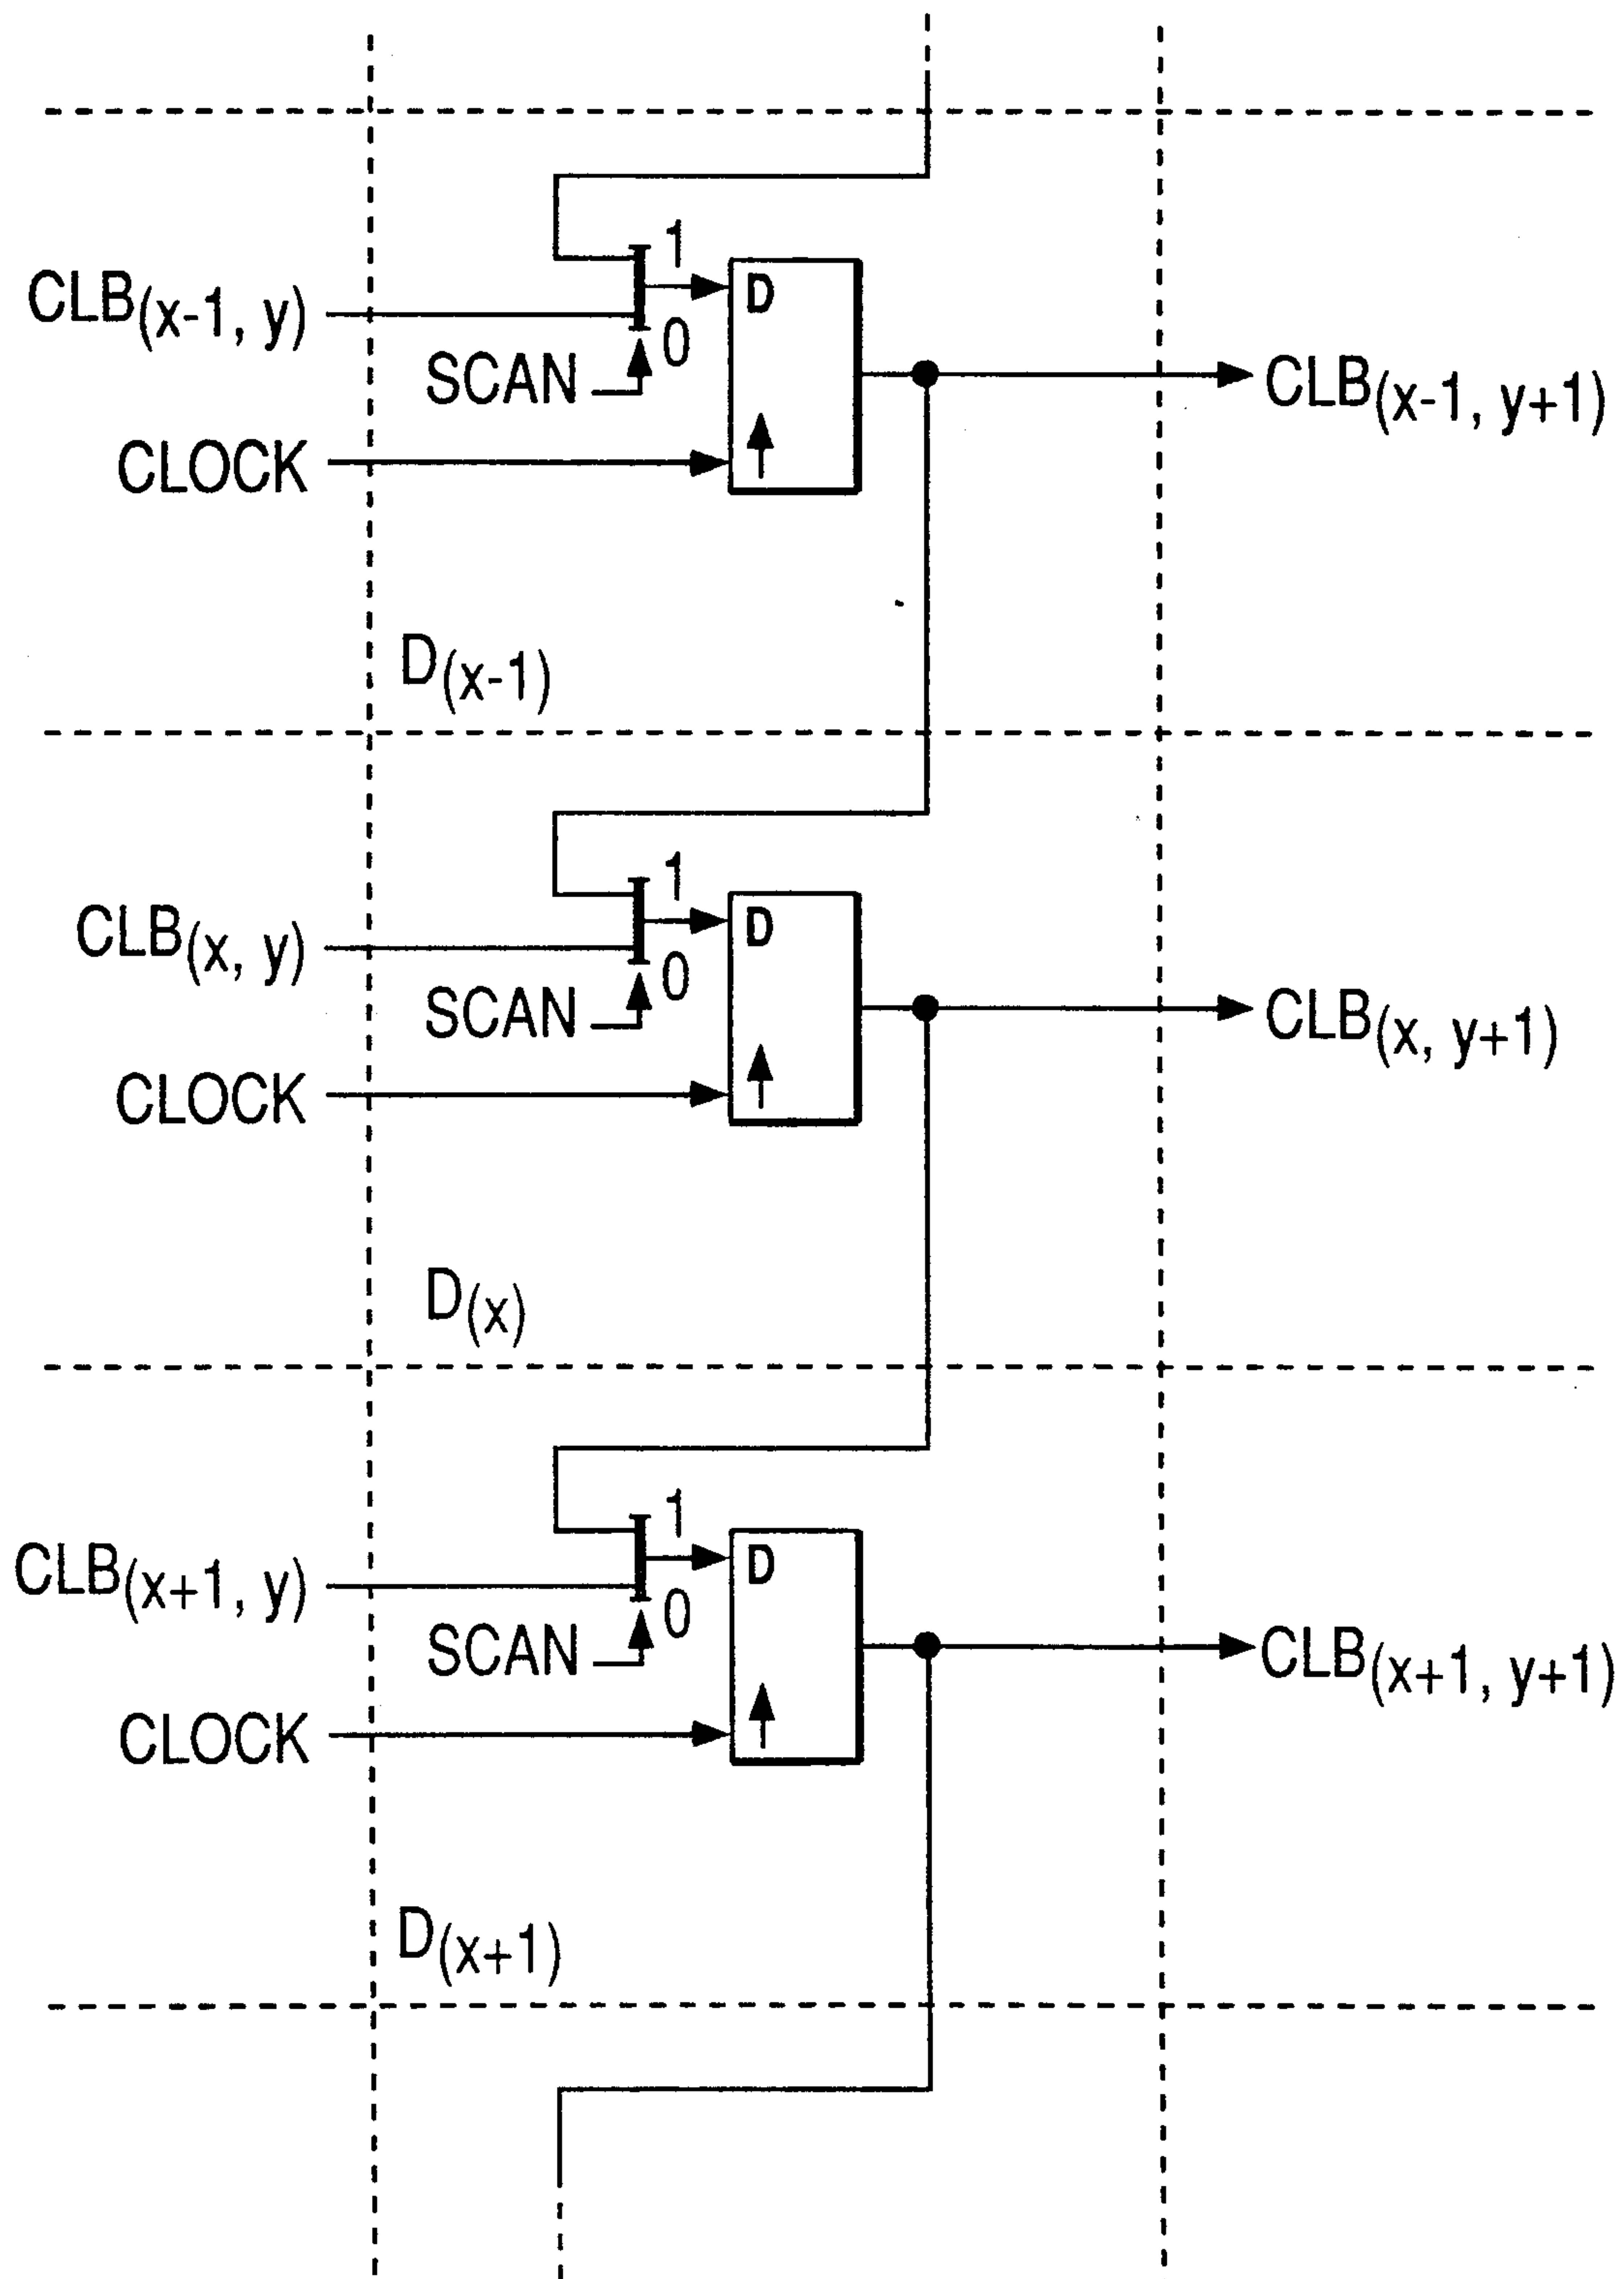 1
CLB(x-1, y)
D
0
SCAN
CLB(x-1, y+1)
CLOCK
D(x-1)
1
CLB(x, y)
D
0
SCAN
CLB(x, y+1)
CLOCK
D(x)
1
CLB(x+1, y)
D
0
SCAN
CLB(x+1, y+1)
CLOCK
D(x+1)